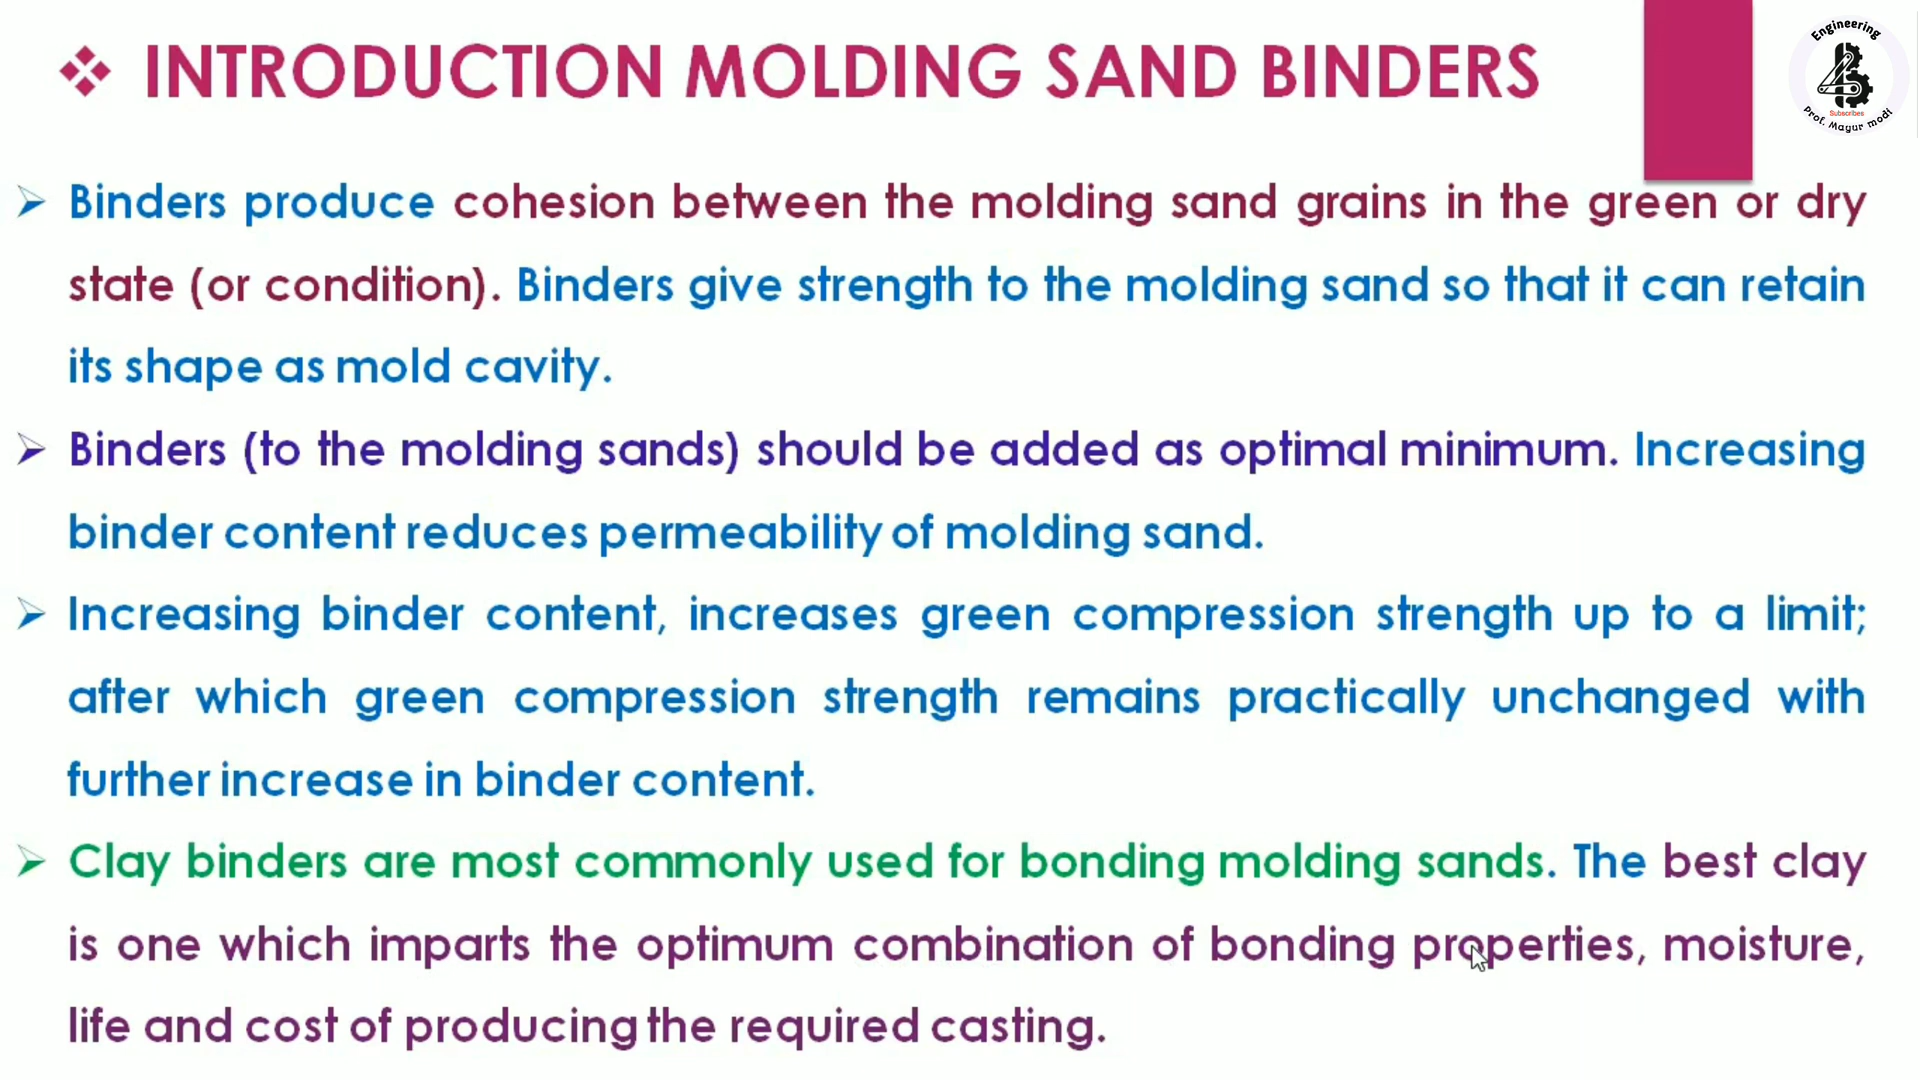 INTRODUCTION MOLDING SAND BINDERS
Engineering
Subscribes
Prof. Mayur modi
Binders produce cohesion between the molding sand grains in the green or dry
state (or condition). Binders give strength to the molding sand so that it can retain
its shape as mold cavity.
Binders (to the molding sands) should be added as optimal minimum. Increasing
binder content reduces permeability of molding sand.
Increasing binder content, increases green compression strength up to a limit;
after which green compression strength remains practically unchanged with
further increase in binder content.
Clay binders are most commonly used for bonding molding sands. The best clay
is one which imparts the optimum combination of bonding properties, moisture,
life and cost of producing the required casting.